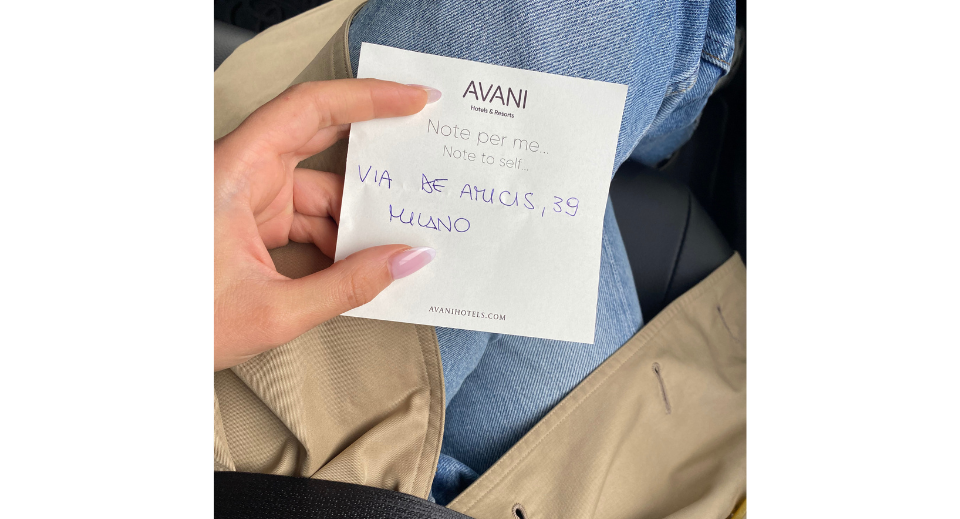 AVANI
Hotels & Resorts
Note per me...
Note to self...
VIA DE AMICIS, 39
MILANO
AVANIHOTELS.COM